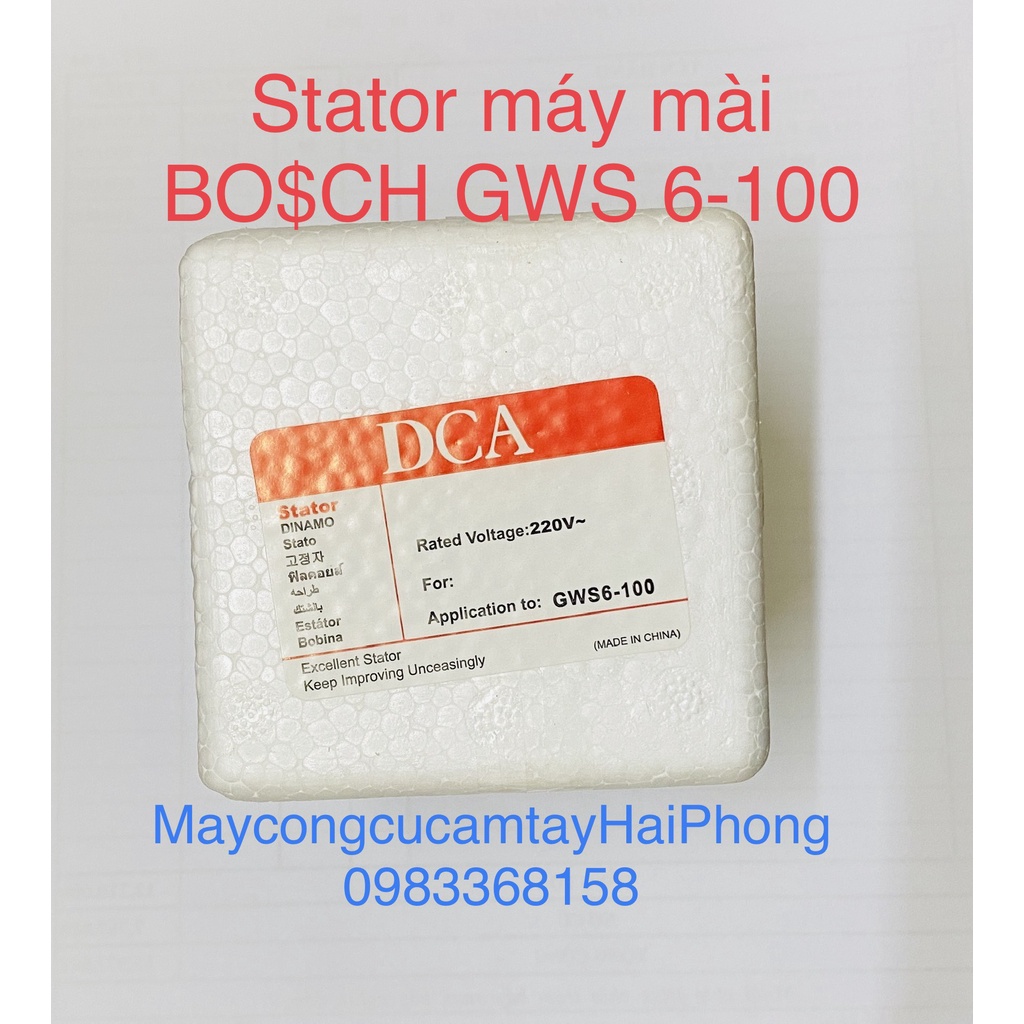 Stator máy mài
BO$CH GWS 6-100
DCA
Stator
DINAMO
Stato
고정자
ฟิลคอยล์
طراحه
بالشتك
Estátor
Bobina
Rated Voltage:220V~
For:
Application to: GWS6-100
Excellent Stator
Keep Improving Unceasingly
(MADE IN CHINA)
MaycongcucamtayHaiPhong
0983368158